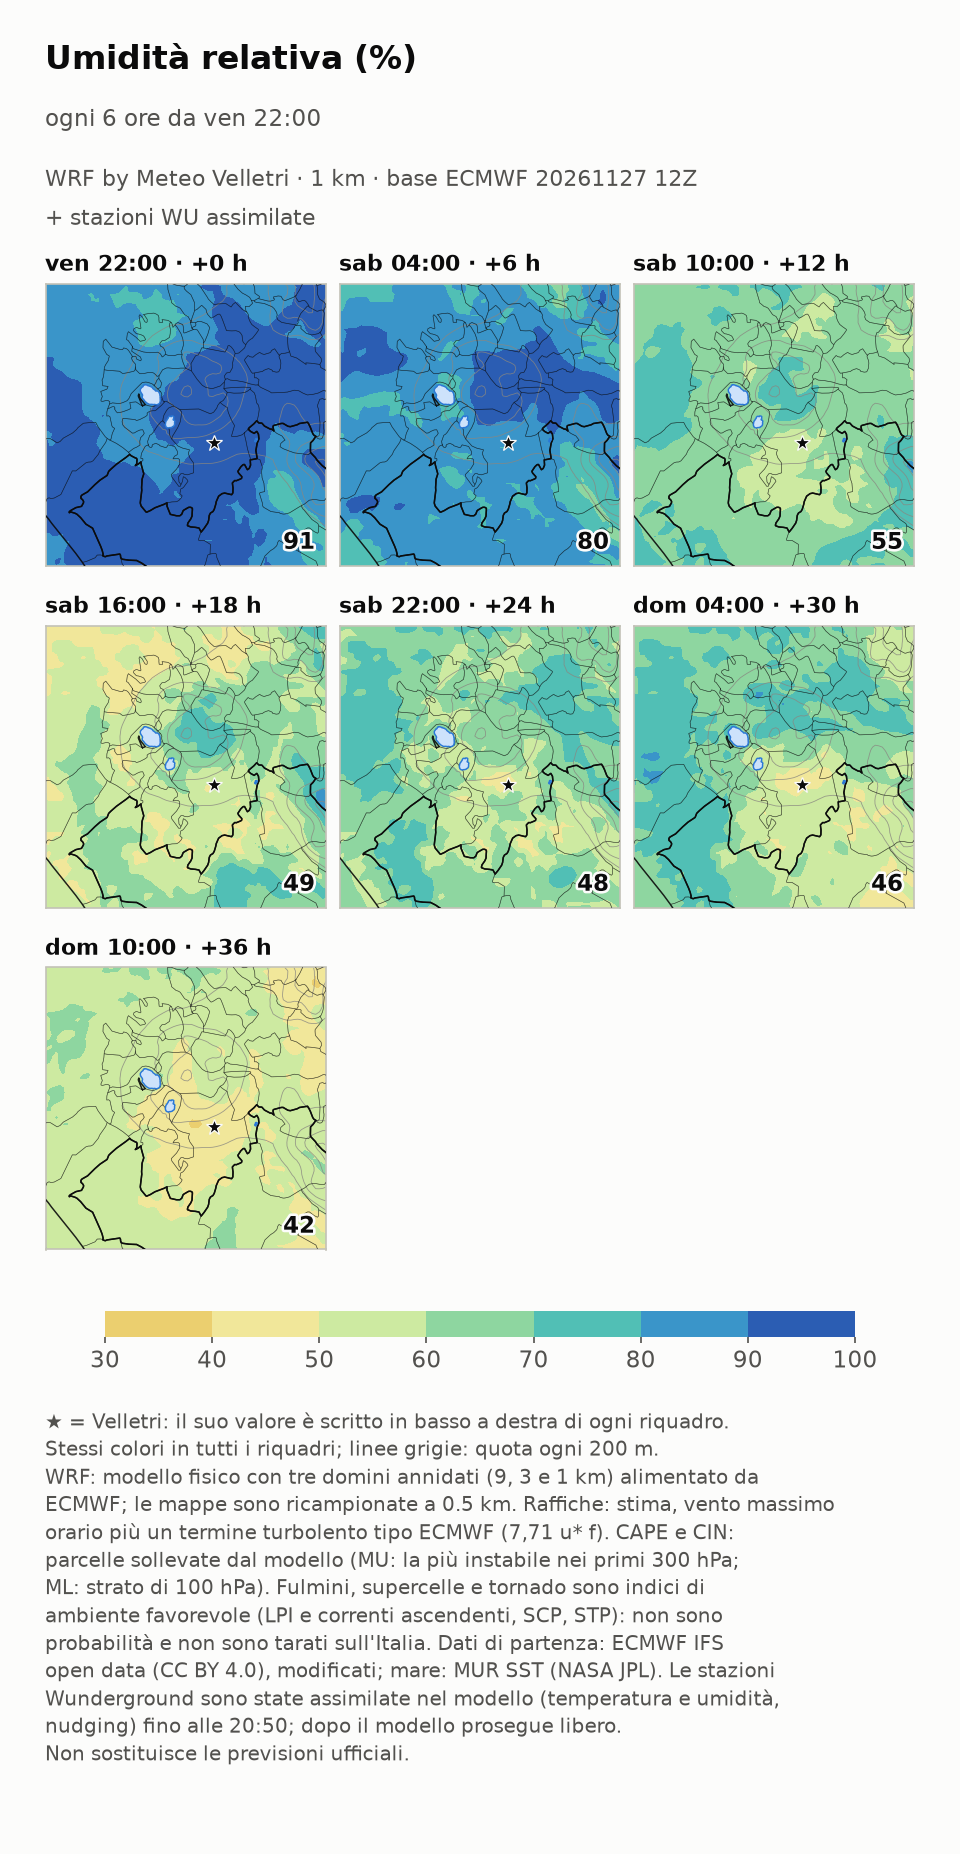 Umidità relativa (%)
ogni 6 ore da ven 22:00
WRF by Meteo Velletri · 1 km · base ECMWF 20261127 12Z
+ stazioni WU assimilate
ven 22:00 · +0 h
sab 04:00 · +6 h
sab 10:00 · +12 h
91
80
55
sab 16:00 · +18 h
sab 22:00 · +24 h
dom 04:00 · +30 h
49
48
46
dom 10:00 · +36 h
42
30 40 50 60 70 80 90 100
★ = Velletri: il suo valore è scritto in basso a destra di ogni riquadro.
Stessi colori in tutti i riquadri; linee grigie: quota ogni 200 m.
WRF: modello fisico con tre domini annidati (9, 3 e 1 km) alimentato da
ECMWF; le mappe sono ricampionate a 0.5 km. Raffiche: stima, vento massimo
orario più un termine turbolento tipo ECMWF (7,71 u* f). CAPE e CIN:
parcelle sollevate dal modello (MU: la più instabile nei primi 300 hPa;
ML: strato di 100 hPa). Fulmini, supercelle e tornado sono indici di
ambiente favorevole (LPI e correnti ascendenti, SCP, STP): non sono
probabilità e non sono tarati sull'Italia. Dati di partenza: ECMWF IFS
open data (CC BY 4.0), modificati; mare: MUR SST (NASA JPL). Le stazioni
Wunderground sono state assimilate nel modello (temperatura e umidità,
nudging) fino alle 20:50; dopo il modello prosegue libero.
Non sostituisce le previsioni ufficiali.